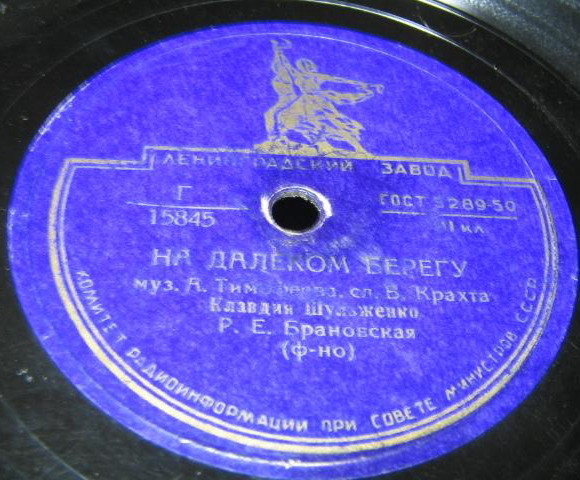 ЛЕНИНГРАДСКИЙ ЗАВОД
Г
15845
ГОСТ 5289-50
II КЛ.
НА ДАЛЕКОМ БЕРЕГУ
муз. А. сл. В. Крахта
Клавдия Шульженко
Р. Е. Брановская
(ф-но)
КОМИТЕТ РАДИОИНФОРМАЦИИ ПРИ СОВЕТЕ МИНИСТРОВ СССР